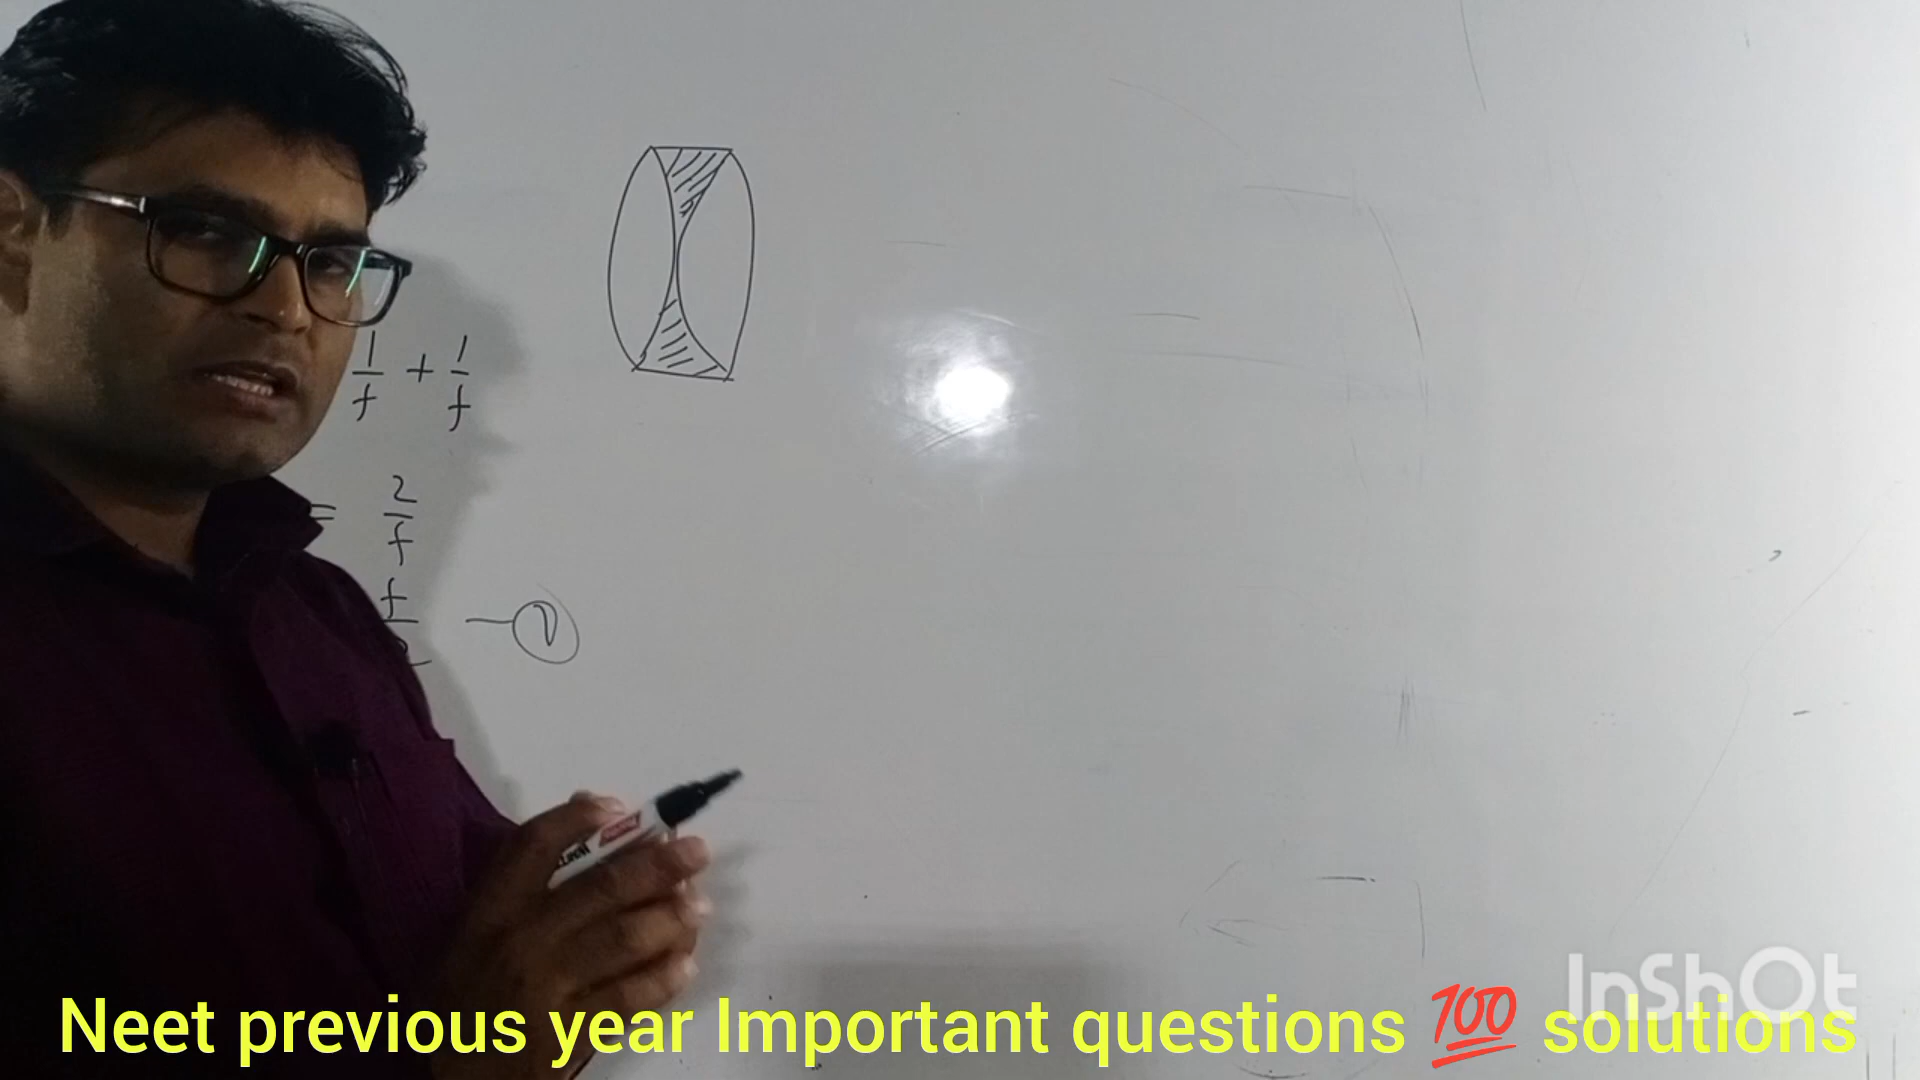 1/f + 1/f
= 2/f
f/2 — ②
Neet previous year Important questions 💯 solutions
InShOt